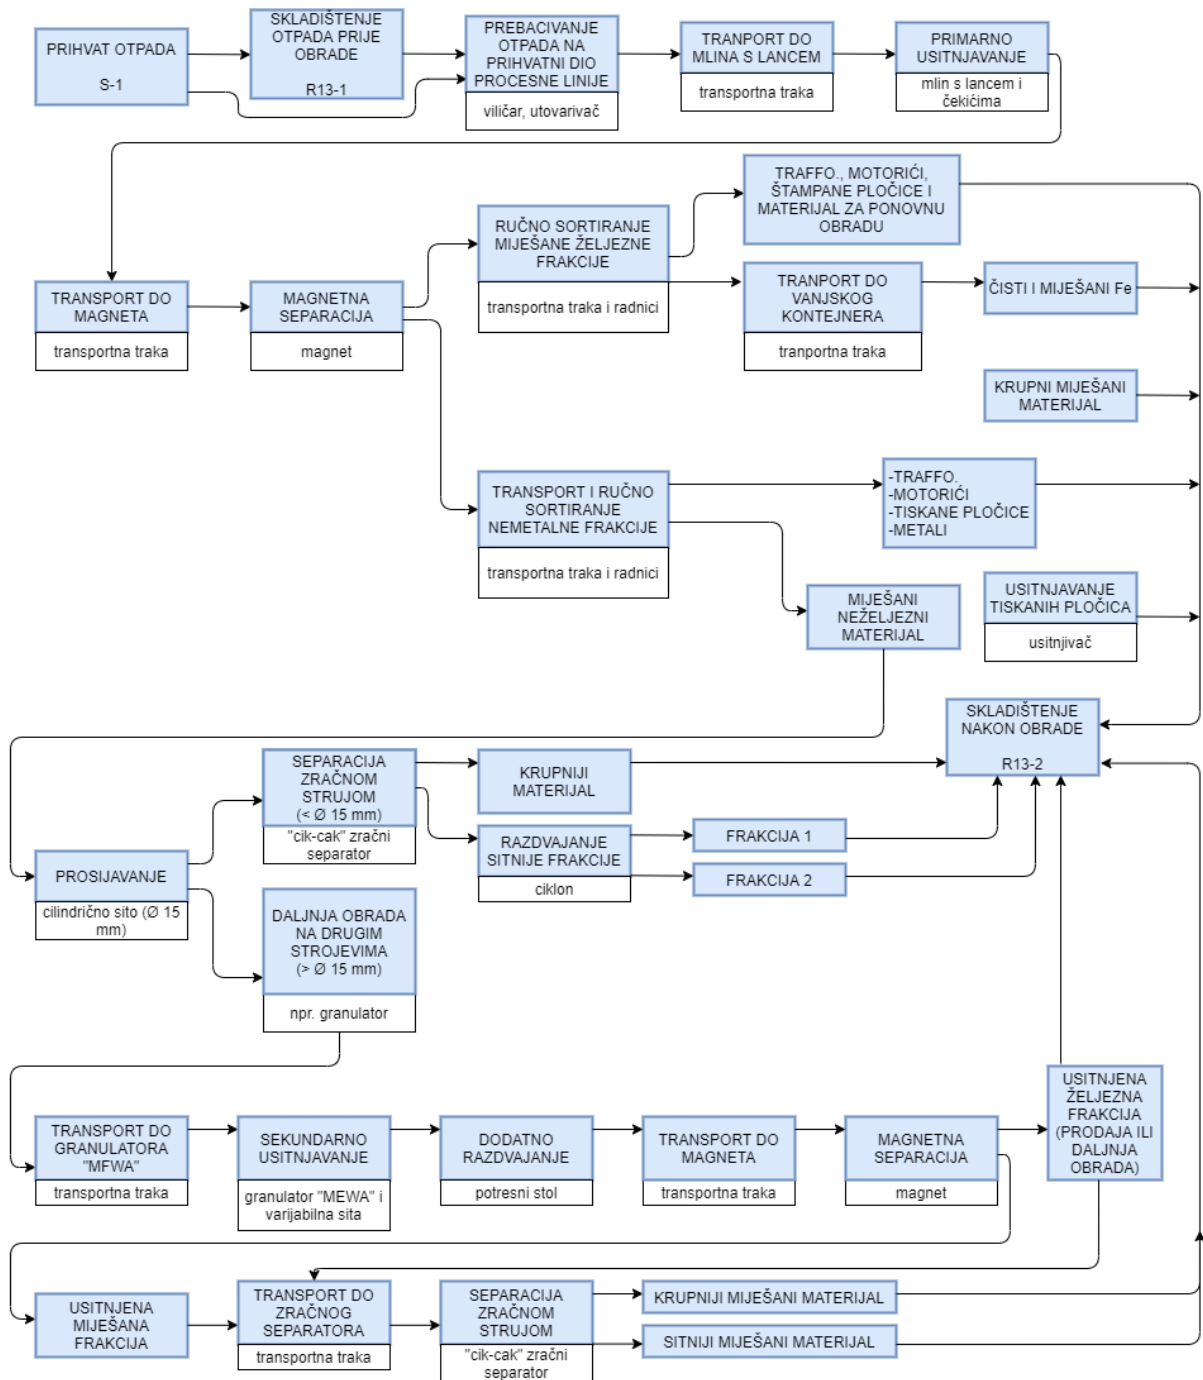 PRIHVAT OTPADA
S-1
SKLADIŠTENJE
OTPADA PRIJE
OBRADE
R13-1
PREBACIVANJE
OTPADA NA
PRIHVATNI DIO
PROCESNE LINIJE
viličar, utovarivač
TRANPORT DO
MLINA S LANCEM
transportna traka
PRIMARNO
USITNJAVANJE
mlin s lancem i
čekićima
TRANSPORT DO
MAGNETA
transportna traka
MAGNETNA
SEPARACIJA
magnet
RUČNO SORTIRANJE
MIJEŠANE ŽELJEZNE
FRAKCIJE
transportna traka i radnici
TRAFFO., MOTORIĆI,
ŠTAMPANE PLOČICE I
MATERIJAL ZA PONOVNU
OBRADU
TRANPORT DO
VANJSKOG
KONTEJNERA
tranportna traka
ČISTI I MIJEŠANI Fe
KRUPNI MIJEŠANI
MATERIJAL
TRANSPORT I RUČNO
SORTIRANJE
NEMETALNE FRAKCIJE
transportna traka i radnici
-TRAFFO.
-MOTORIĆI
-TISKANE PLOČICE
-METALI
MIJEŠANI
NEŽELJEZNI
MATERIJAL
USITNJAVANJE
TISKANIH PLOČICA
usitnjivač
SKLADIŠTENJE
NAKON OBRADE
R13-2
PROSIJAVANJE
cilindrično sito (Ø 15
mm)
SEPARACIJA
ZRAČNOM
STRUJOM
(< Ø 15 mm)
"cik-cak" zračni
separator
KRUPNIJI
MATERIJAL
RAZDVAJANJE
SITNIJE FRAKCIJE
ciklon
FRAKCIJA 1
FRAKCIJA 2
DALJNJA OBRADA
NA DRUGIM
STROJEVIMA
(> Ø 15 mm)
npr. granulator
TRANSPORT DO
GRANULATORA
"MFWA"
transportna traka
SEKUNDARNO
USITNJAVANJE
granulator "MEWA" i
varijabilna sita
DODATNO
RAZDVAJANJE
potresni stol
TRANSPORT DO
MAGNETA
transportna traka
MAGNETNA
SEPARACIJA
magnet
USITNJENA
ŽELJEZNA
FRAKCIJA
(PRODAJA ILI
DALJNJA
OBRADA)
USITNJENA
MIJEŠANA
FRAKCIJA
TRANSPORT DO
ZRAČNOG
SEPARATORA
transportna traka
SEPARACIJA
ZRAČNOM
STRUJOM
"cik-cak" zračni
separator
KRUPNIJI MIJEŠANI MATERIJAL
SITNIJI MIJEŠANI MATERIJAL